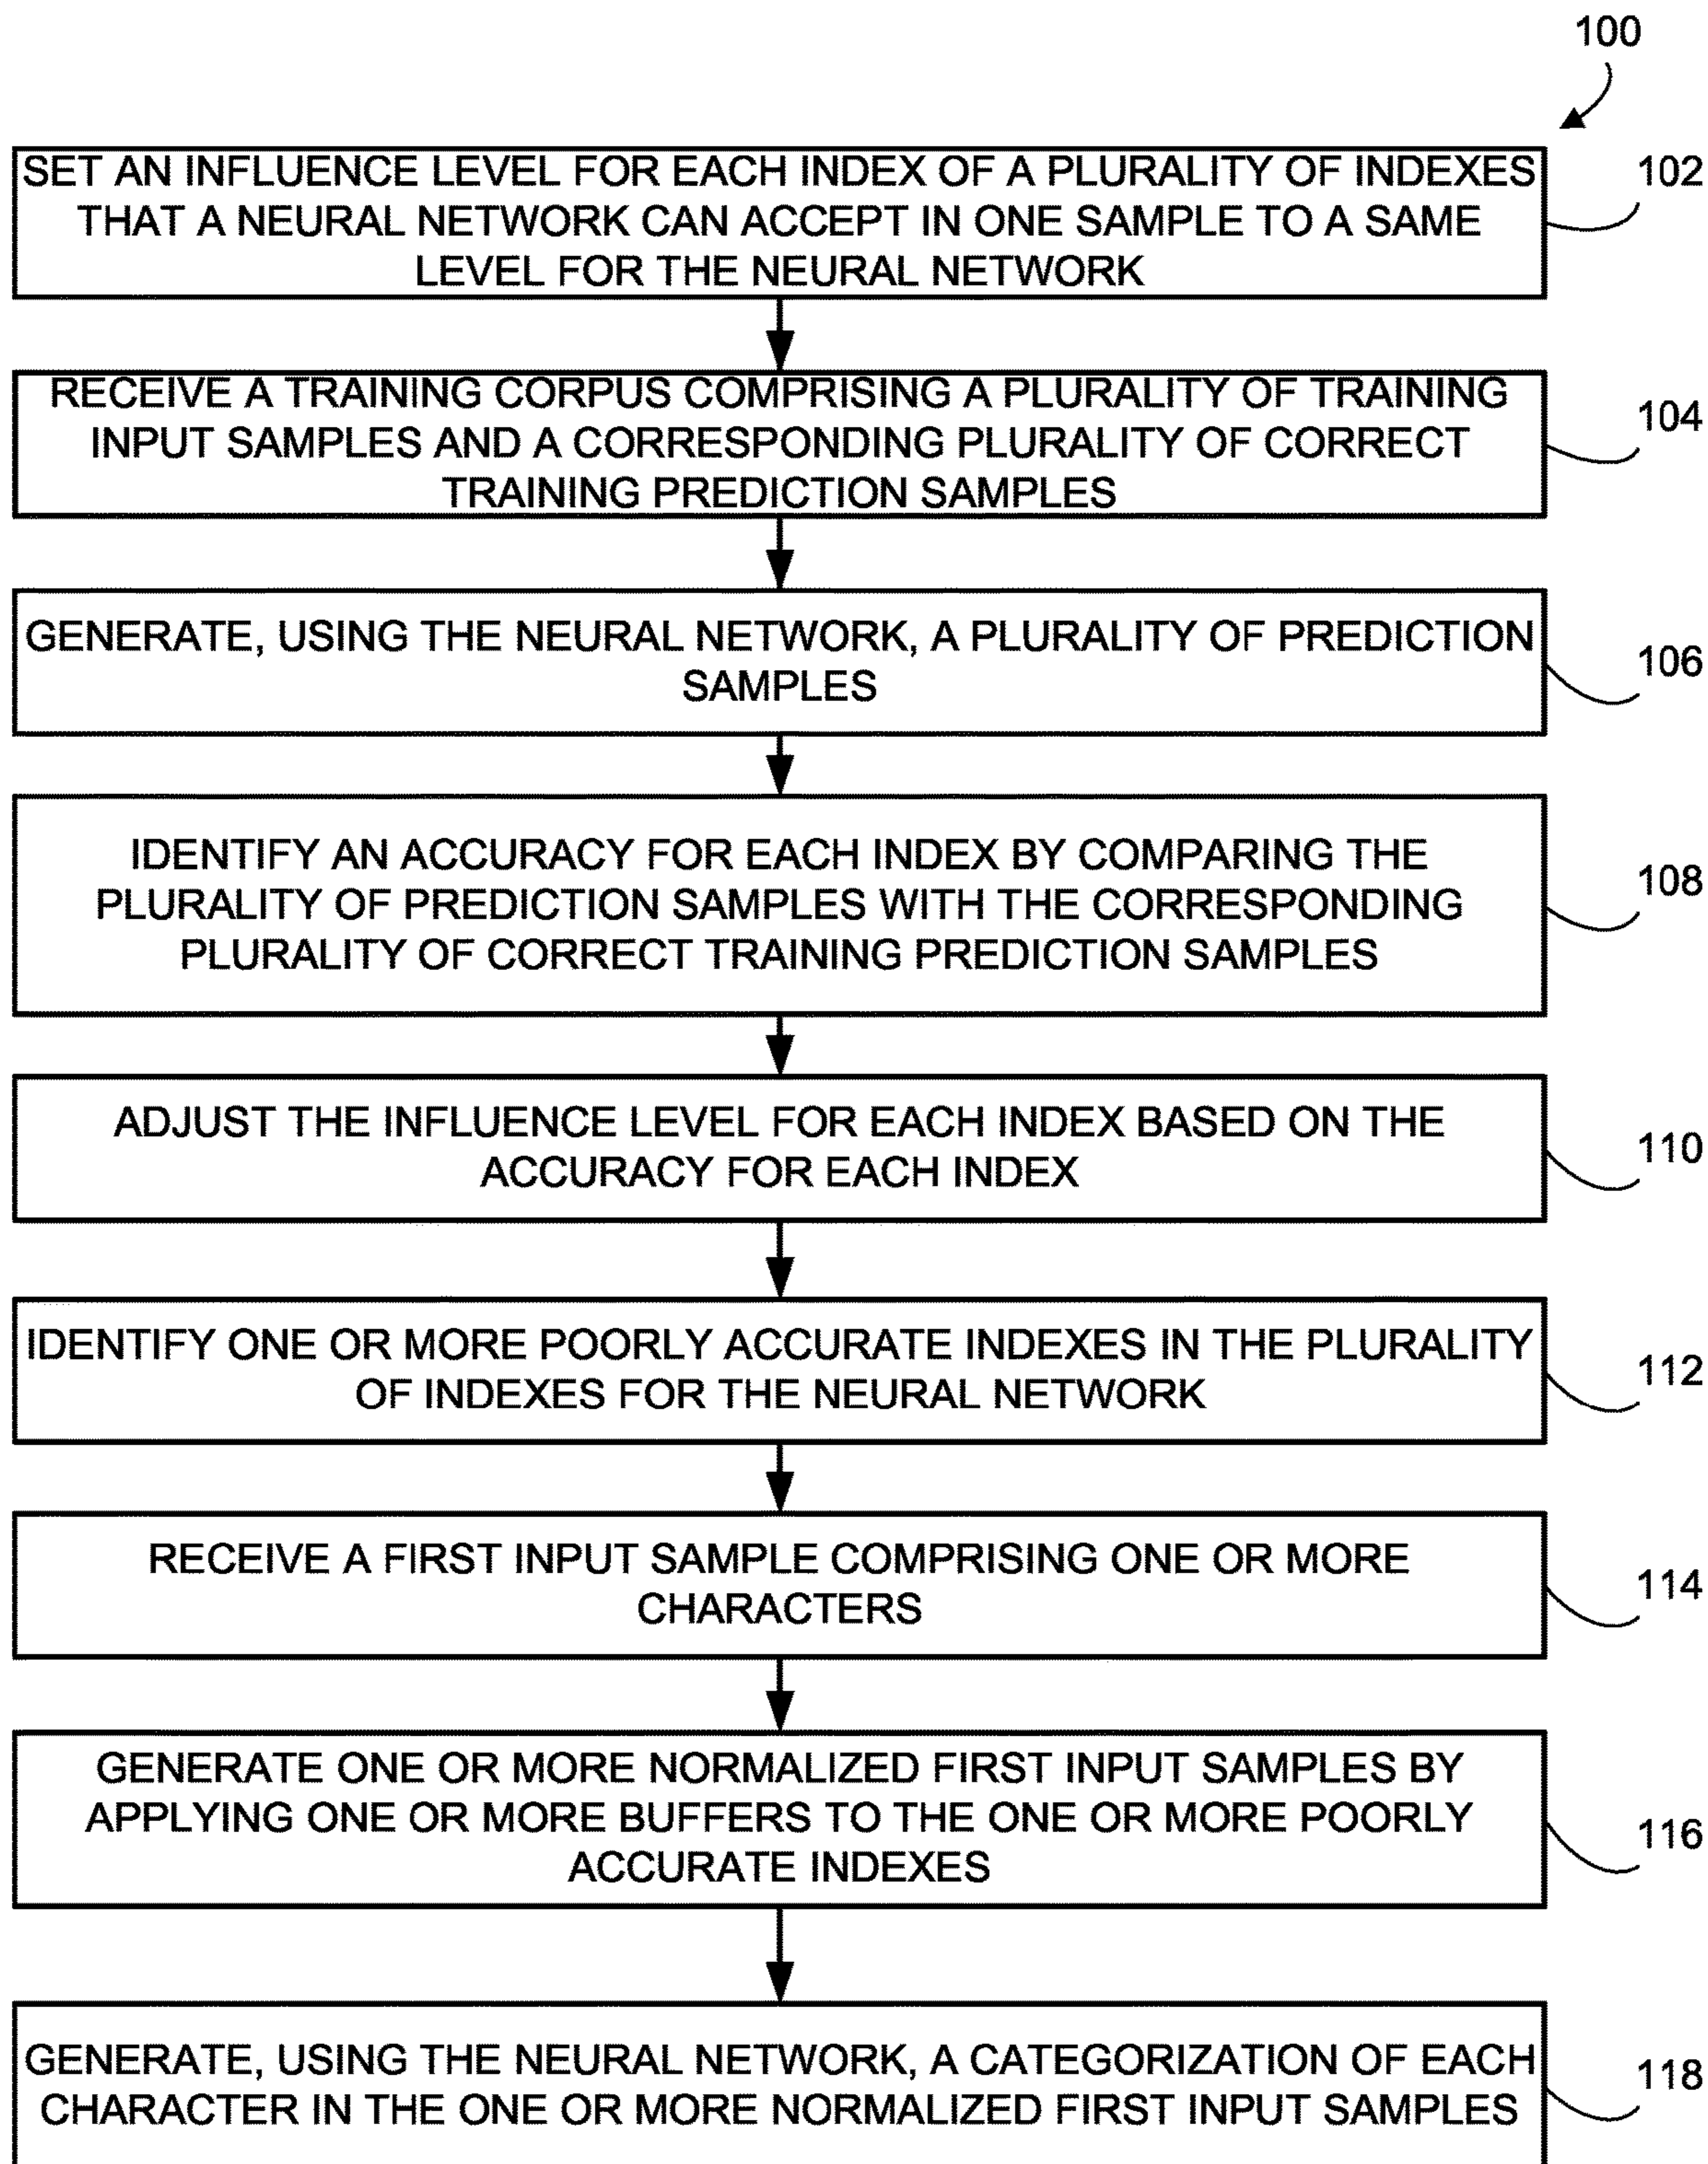 100
SET AN INFLUENCE LEVEL FOR EACH INDEX OF A PLURALITY OF INDEXES
THAT A NEURAL NETWORK CAN ACCEPT IN ONE SAMPLE TO A SAME
LEVEL FOR THE NEURAL NETWORK
102
RECEIVE A TRAINING CORPUS COMPRISING A PLURALITY OF TRAINING
INPUT SAMPLES AND A CORRESPONDING PLURALITY OF CORRECT
TRAINING PREDICTION SAMPLES
104
GENERATE, USING THE NEURAL NETWORK, A PLURALITY OF PREDICTION
SAMPLES
106
IDENTIFY AN ACCURACY FOR EACH INDEX BY COMPARING THE
PLURALITY OF PREDICTION SAMPLES WITH THE CORRESPONDING
PLURALITY OF CORRECT TRAINING PREDICTION SAMPLES
108
ADJUST THE INFLUENCE LEVEL FOR EACH INDEX BASED ON THE
ACCURACY FOR EACH INDEX
110
IDENTIFY ONE OR MORE POORLY ACCURATE INDEXES IN THE PLURALITY
OF INDEXES FOR THE NEURAL NETWORK
112
RECEIVE A FIRST INPUT SAMPLE COMPRISING ONE OR MORE
CHARACTERS
114
GENERATE ONE OR MORE NORMALIZED FIRST INPUT SAMPLES BY
APPLYING ONE OR MORE BUFFERS TO THE ONE OR MORE POORLY
ACCURATE INDEXES
116
GENERATE, USING THE NEURAL NETWORK, A CATEGORIZATION OF EACH
CHARACTER IN THE ONE OR MORE NORMALIZED FIRST INPUT SAMPLES
118